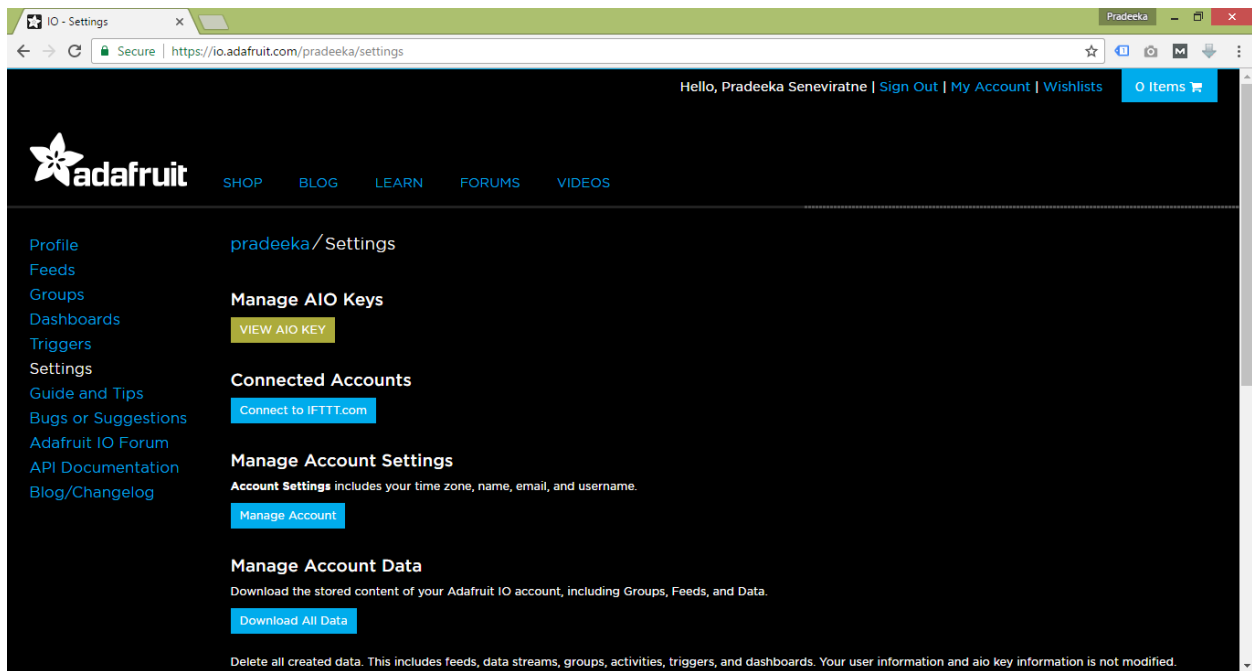 IO - Settings
Pradeeka
Secure | https://io.adafruit.com/pradeeka/settings
Hello, Pradeeka Seneviratne | Sign Out | My Account | Wishlists
0 Items
adafruit
SHOP BLOG LEARN FORUMS VIDEOS
Profile
Feeds
Groups
Dashboards
Triggers
Settings
Guide and Tips
Bugs or Suggestions
Adafruit IO Forum
API Documentation
Blog/Changelog
pradeeka/Settings
Manage AIO Keys
VIEW AIO KEY
Connected Accounts
Connect to IFTTT.com
Manage Account Settings
Account Settings includes your time zone, name, email, and username.
Manage Account
Manage Account Data
Download the stored content of your Adafruit IO account, including Groups, Feeds, and Data.
Download All Data
Delete all created data. This includes feeds, data streams, groups, activities, triggers, and dashboards. Your user information and aio key information is not modified.